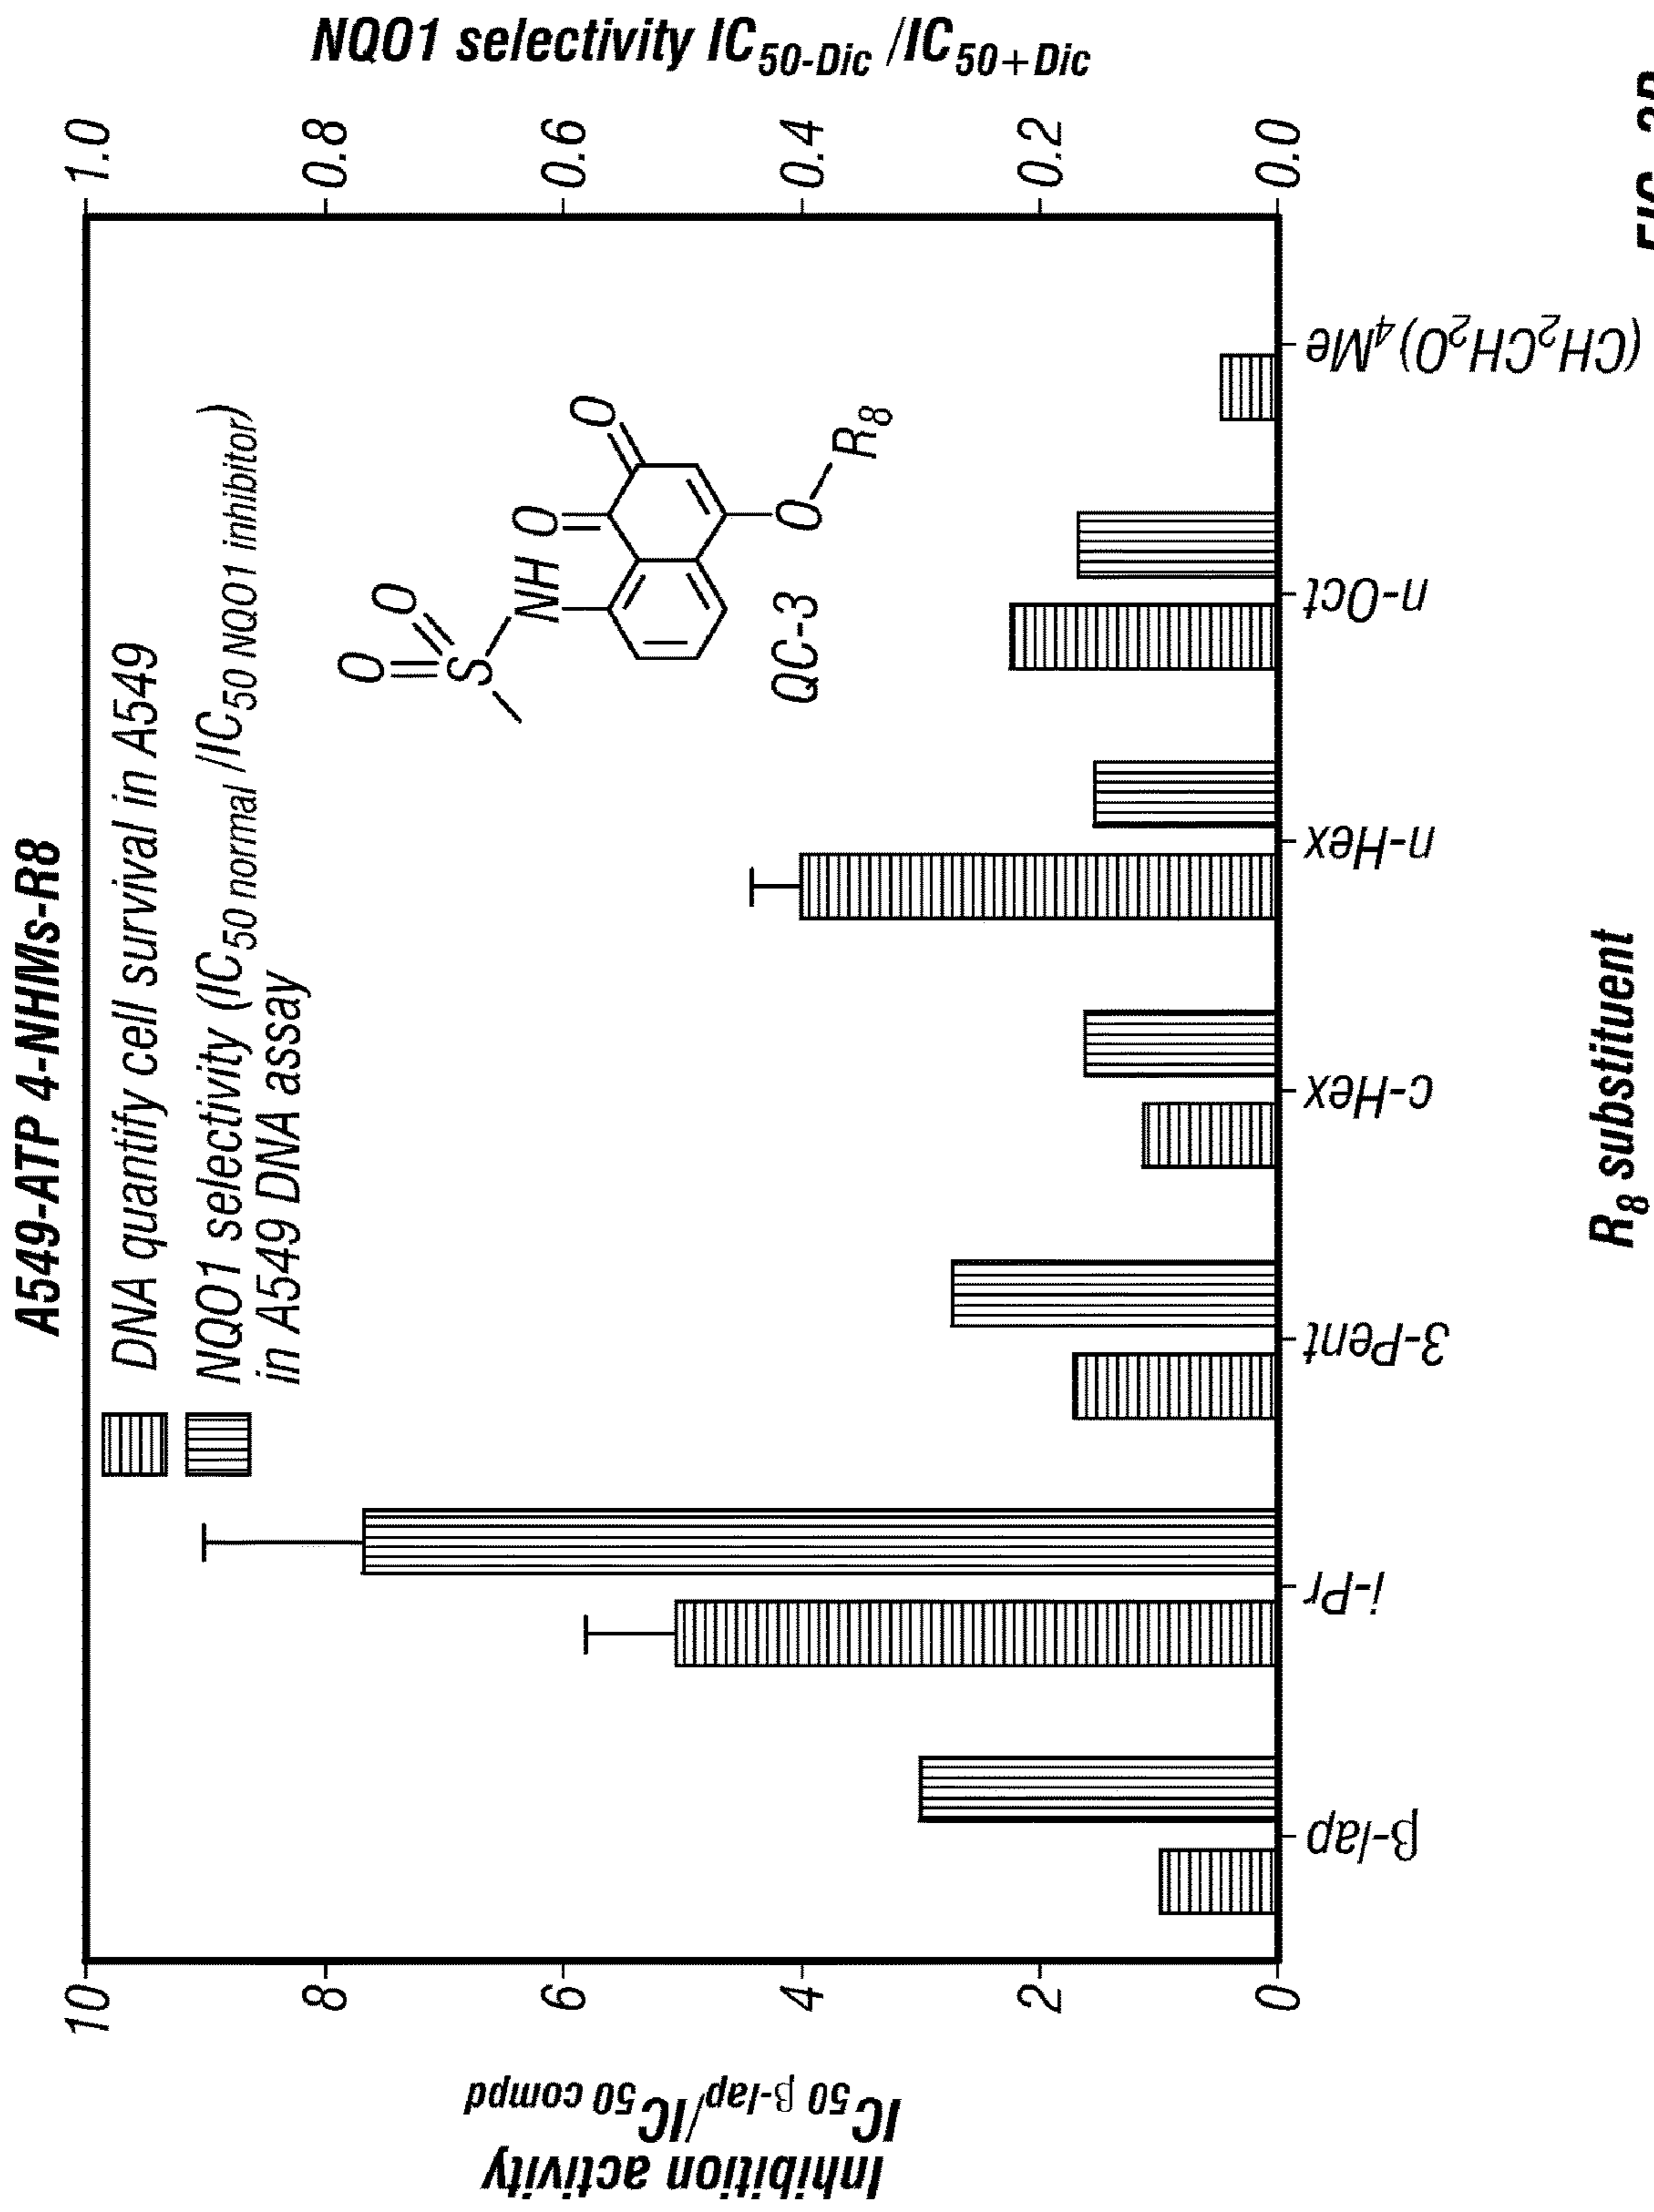 A549-ATP 4-NHMs-R8
DNA quantify cell survival in A549
NQO1 selectivity (IC50 normal /IC50 NQO1 inhibitor)
in A549 DNA assay
O
O
S
NH
O
O
O
R8
QC-3
Inhibition activity
IC50 β-lap/IC50 compd
10
8
6
4
2
0
NQO1 selectivity IC50-Dic /IC50+Dic
1.0
0.8
0.6
0.4
0.2
0.0
β-lap
i-Pr
3-Pent
c-Hex
n-Hex
n-Oct
(CH2CH2O)4Me
R8 substituent